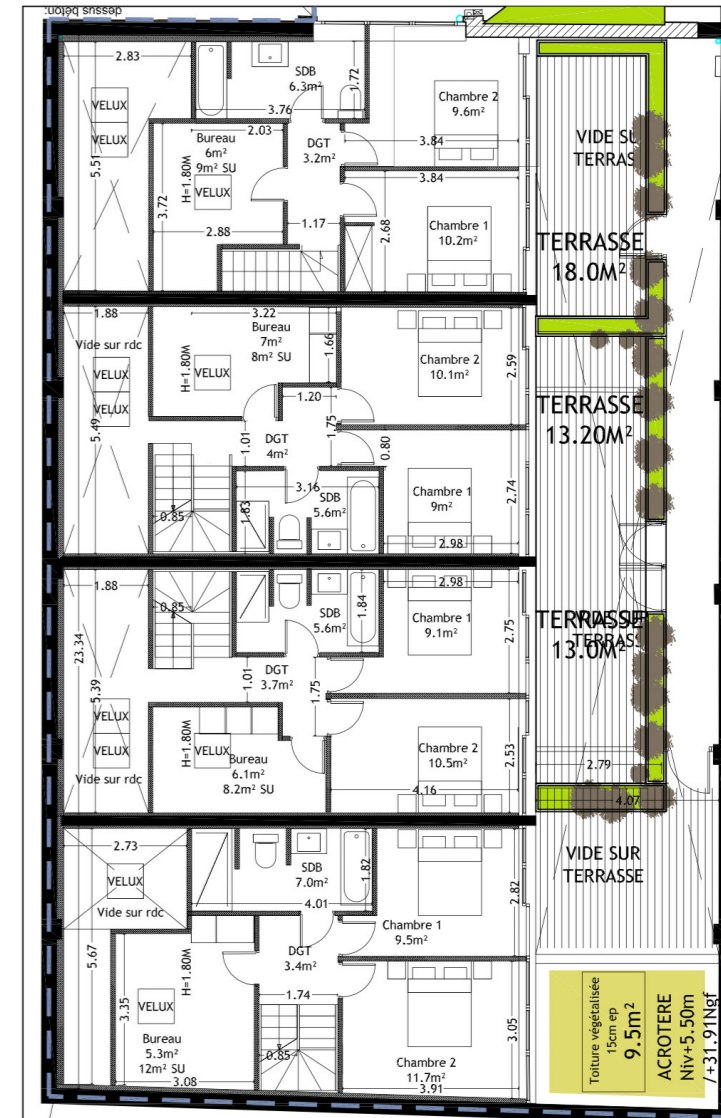 dessus béton:
2.83
VELUX
VELUX
5.51
SDB
6.3m²
1.72
3.76
2.03
Bureau
6m²
9m² SU
VELUX
H=1.80M
3.72
2.88
DGT
3.2m²
1.17
Chambre 2
9.6m²
3.84
3.84
2.68
Chambre 1
10.2m²
TERRASSE
18.0M²
1.88
Vide sur rdc
VELUX
VELUX
5.49
3.22
Bureau
7m²
8m² SU
H=1.80M
VELUX
1.66
1.20
Chambre 2
10.1m²
2.59
TERRASSE
13.20M²
1.01
DGT
4m²
1.75
0.80
3.16
SDB
5.6m²
1.83
0.85
Chambre 1
9m²
2.74
2.98
1.88
0.85
23.34
5.39
VELUX
VELUX
Vide sur rdc
SDB
5.6m²
1.84
2.98
Chambre 1
9.1m²
2.75
TERRASSE
13.0M²
DGT
3.7m²
1.01
1.75
H=1.80M
VELUX
Bureau
6.1m²
8.2m² SU
Chambre 2
10.5m²
2.53
4.16
2.79
4.07
2.73
VELUX
Vide sur rdc
5.67
SDB
7.0m²
1.82
4.01
Chambre 1
9.5m²
2.82
VIDE SUR
TERRASSE
H=1.80M
3.35
VELUX
Bureau
5.3m²
12m² SU
3.08
DGT
3.4m²
1.74
0.85
Chambre 2
11.7m²
3.91
3.05
Toiture végétalisée
15cm ep
9.5m²
ACROTERE
Niv+5.50m
/+31.91Ngf